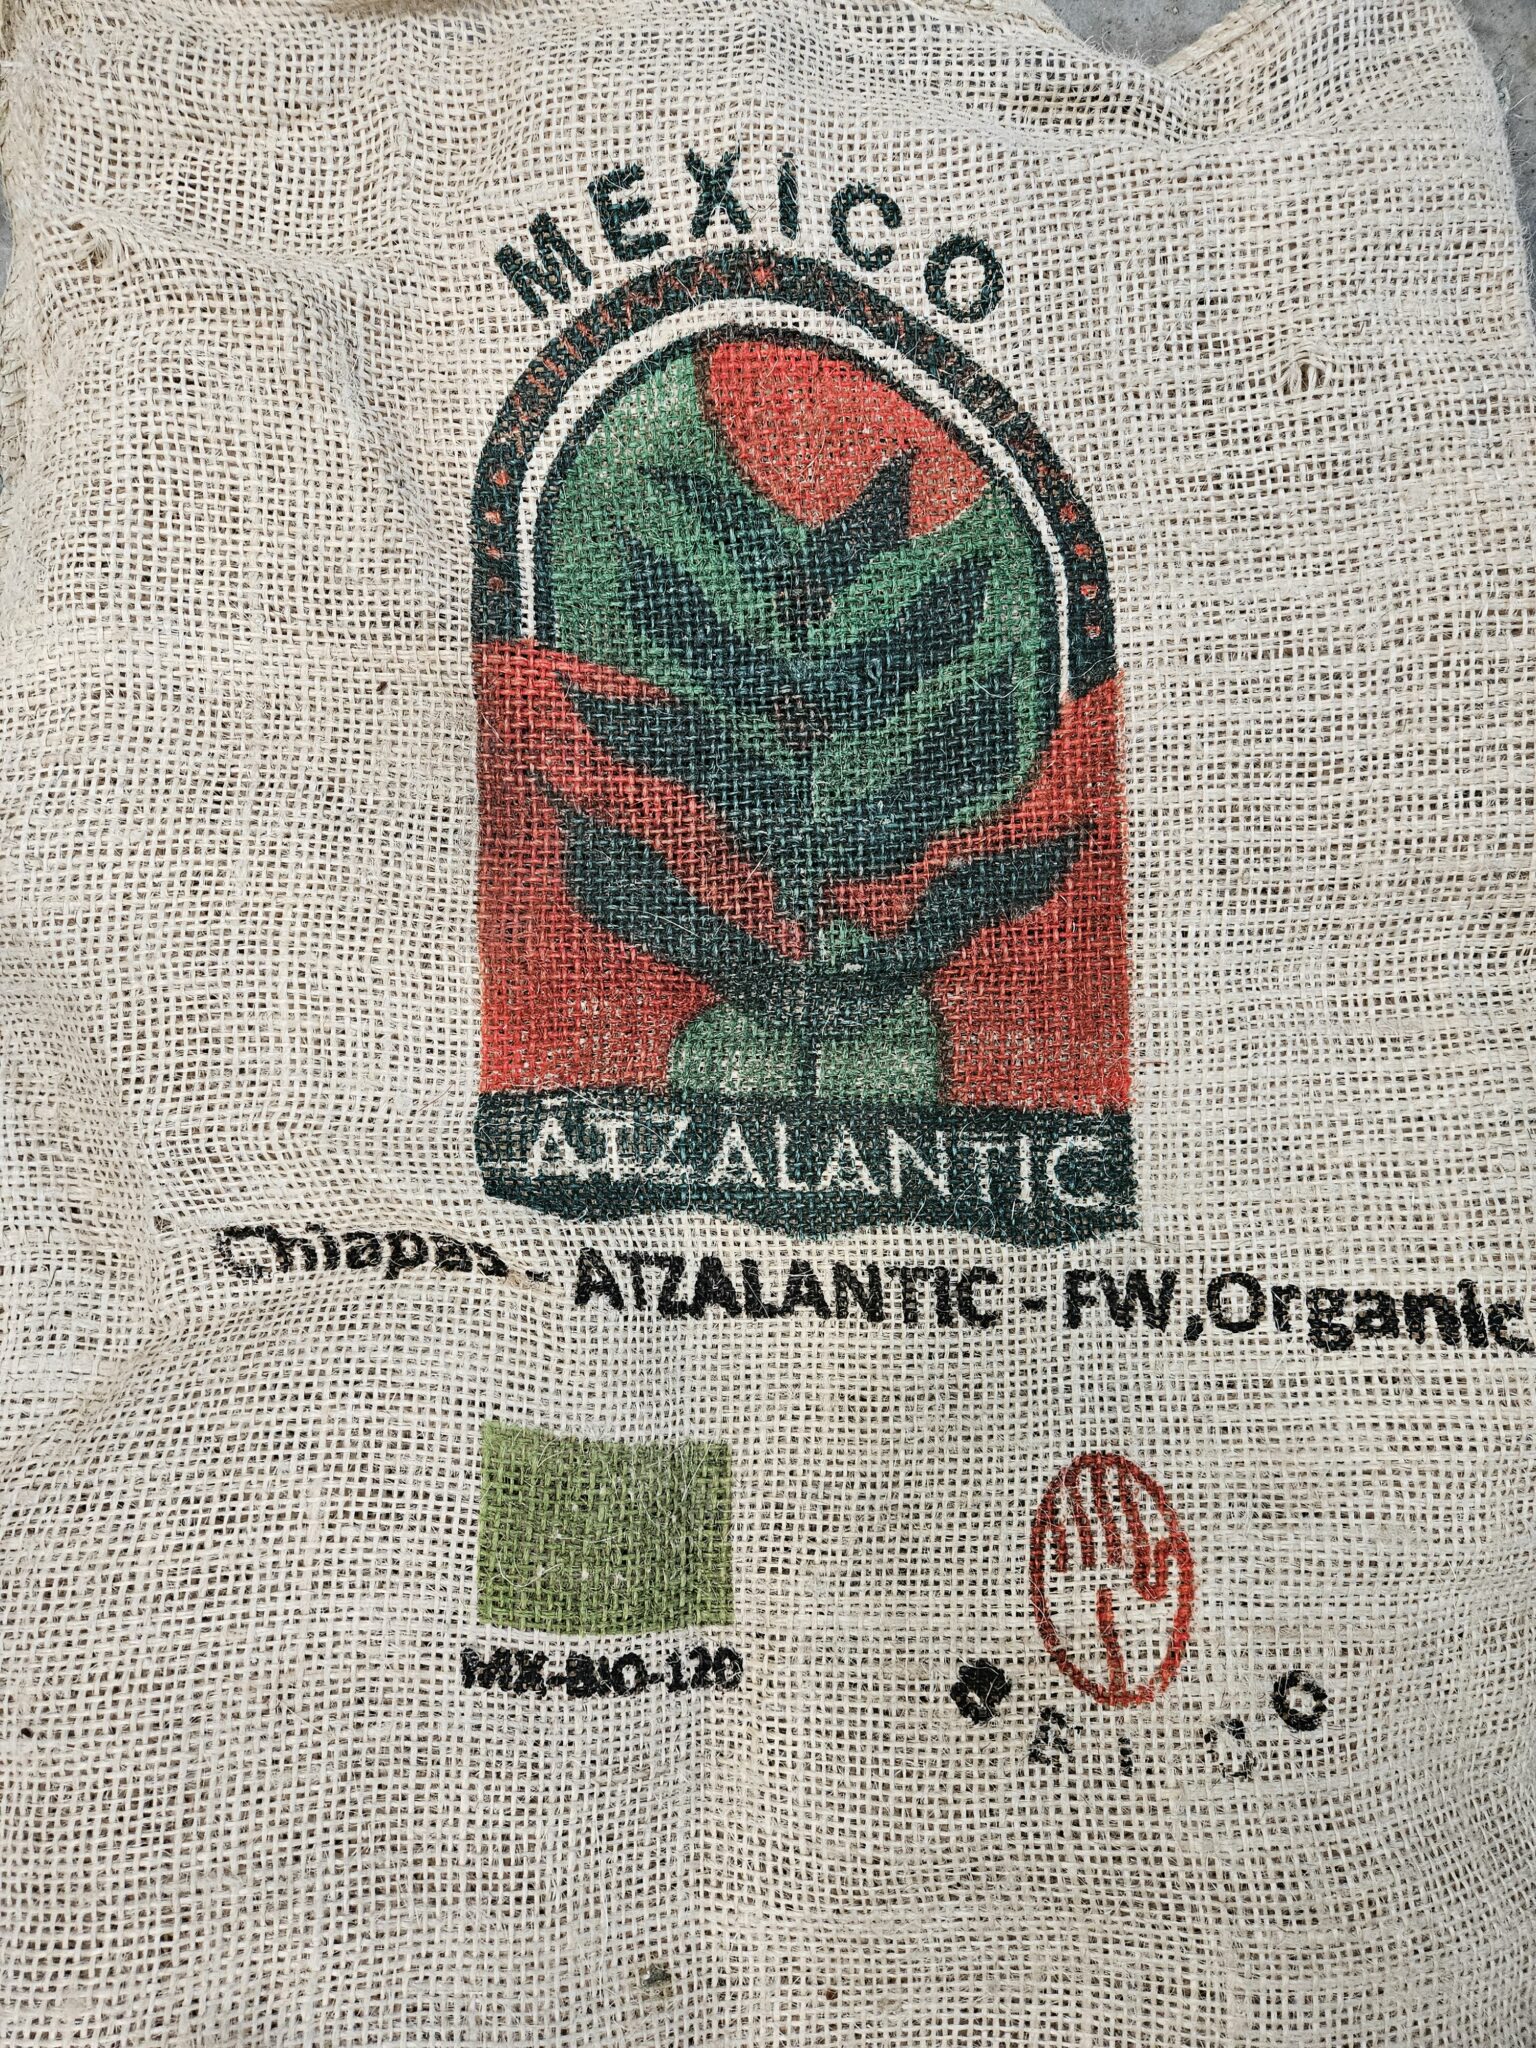 MEXICO
ATZALANTIC
Chiapas - ATZALANTIC - FW, Organic
MX-BIO-120